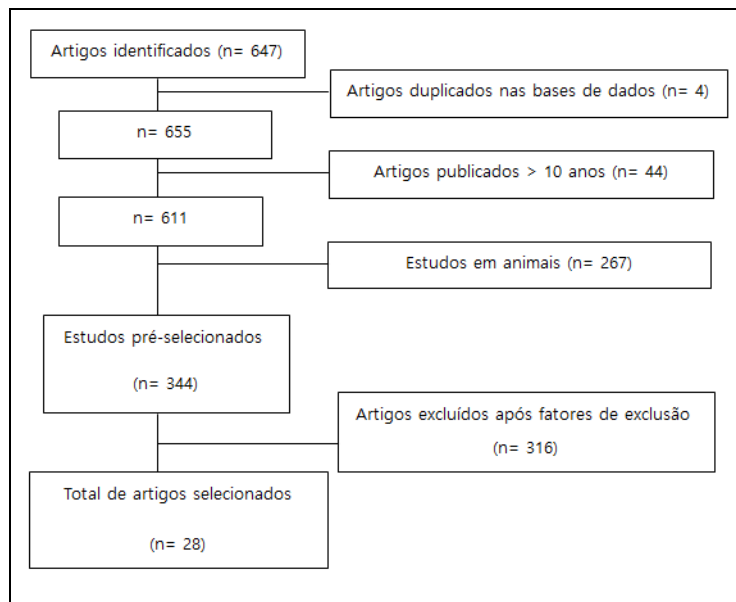 Artigos identificados (n= 647)
Artigos duplicados nas bases de dados (n= 4)
n= 655
Artigos publicados > 10 anos (n= 44)
n= 611
Estudos em animais (n= 267)
Estudos pré-selecionados
(n= 344)
Artigos excluídos após fatores de exclusão
(n= 316)
Total de artigos selecionados
(n= 28)